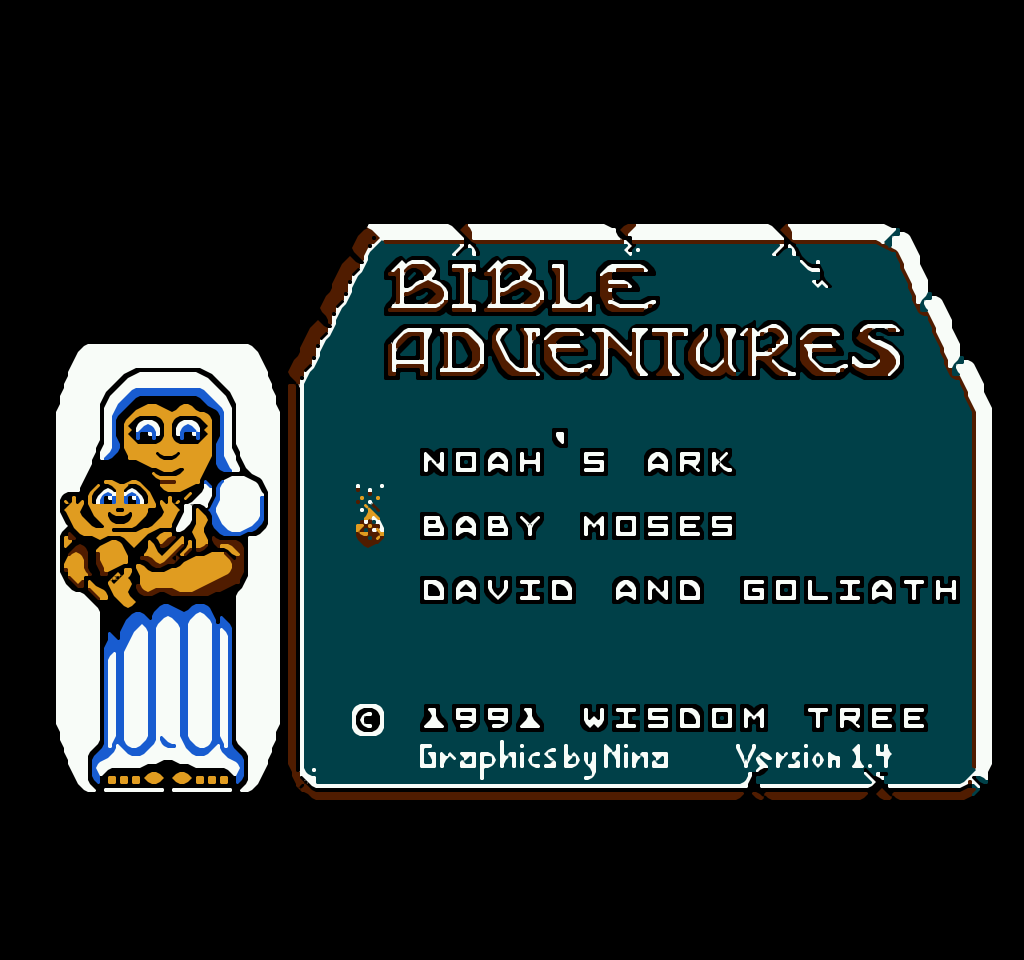 BIBLE
ADVENTURES
NOAH'S ARK
BABY MOSES
DAVID AND GOLIATH
© 1991 WISDOM TREE
Graphics by Nina Version 1.4